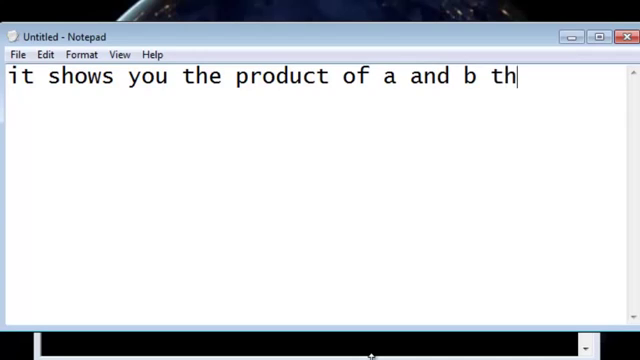 Untitled - Notepad
File Edit Format View Help
it shows you the product of a and b th